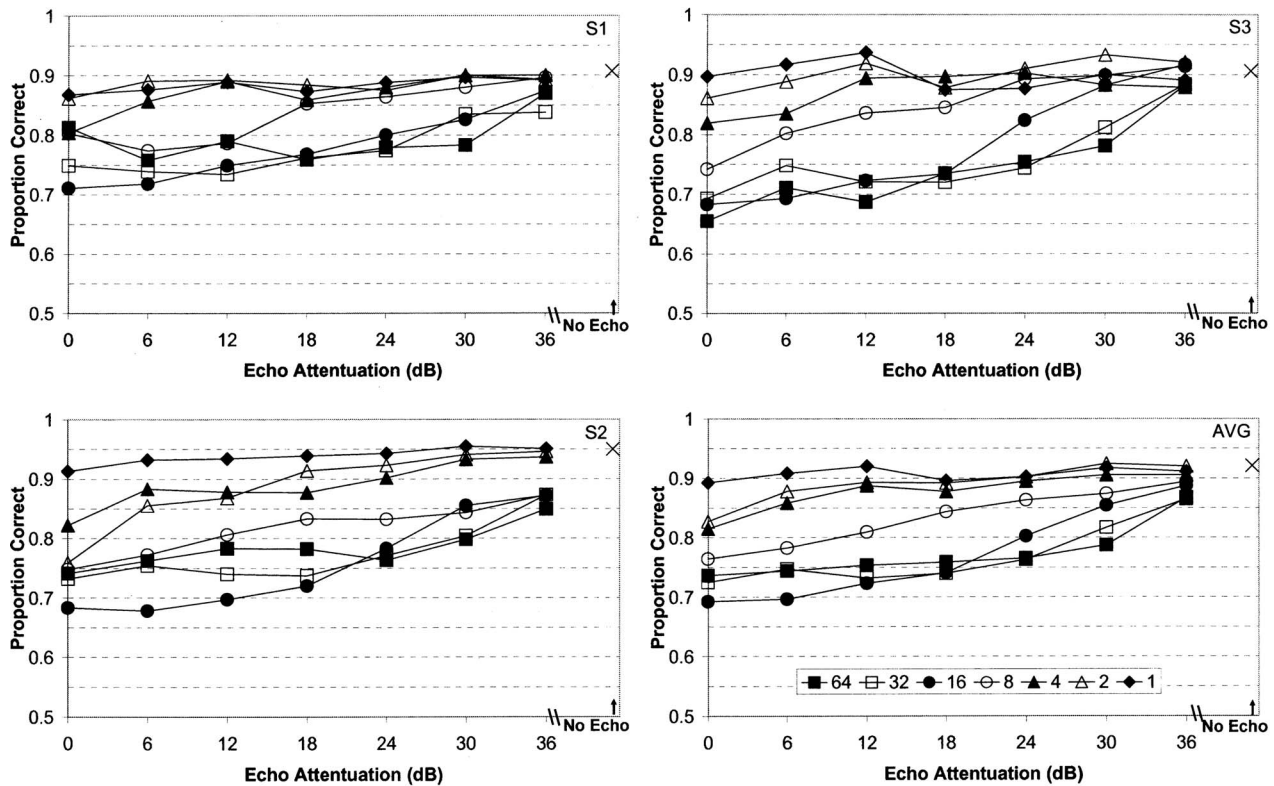 S1
Proportion Correct
1
0.9
0.8
0.7
0.6
0.5
0 6 12 18 24 30 36
No Echo
Echo Attentuation (dB)
S3
Proportion Correct
1
0.9
0.8
0.7
0.6
0.5
0 6 12 18 24 30 36
No Echo
Echo Attentuation (dB)
S2
Proportion Correct
1
0.9
0.8
0.7
0.6
0.5
0 6 12 18 24 30 36
No Echo
Echo Attentuation (dB)
AVG
Proportion Correct
1
0.9
0.8
0.7
0.6
0.5
64 32 16 8 4 2 1
0 6 12 18 24 30 36
No Echo
Echo Attentuation (dB)